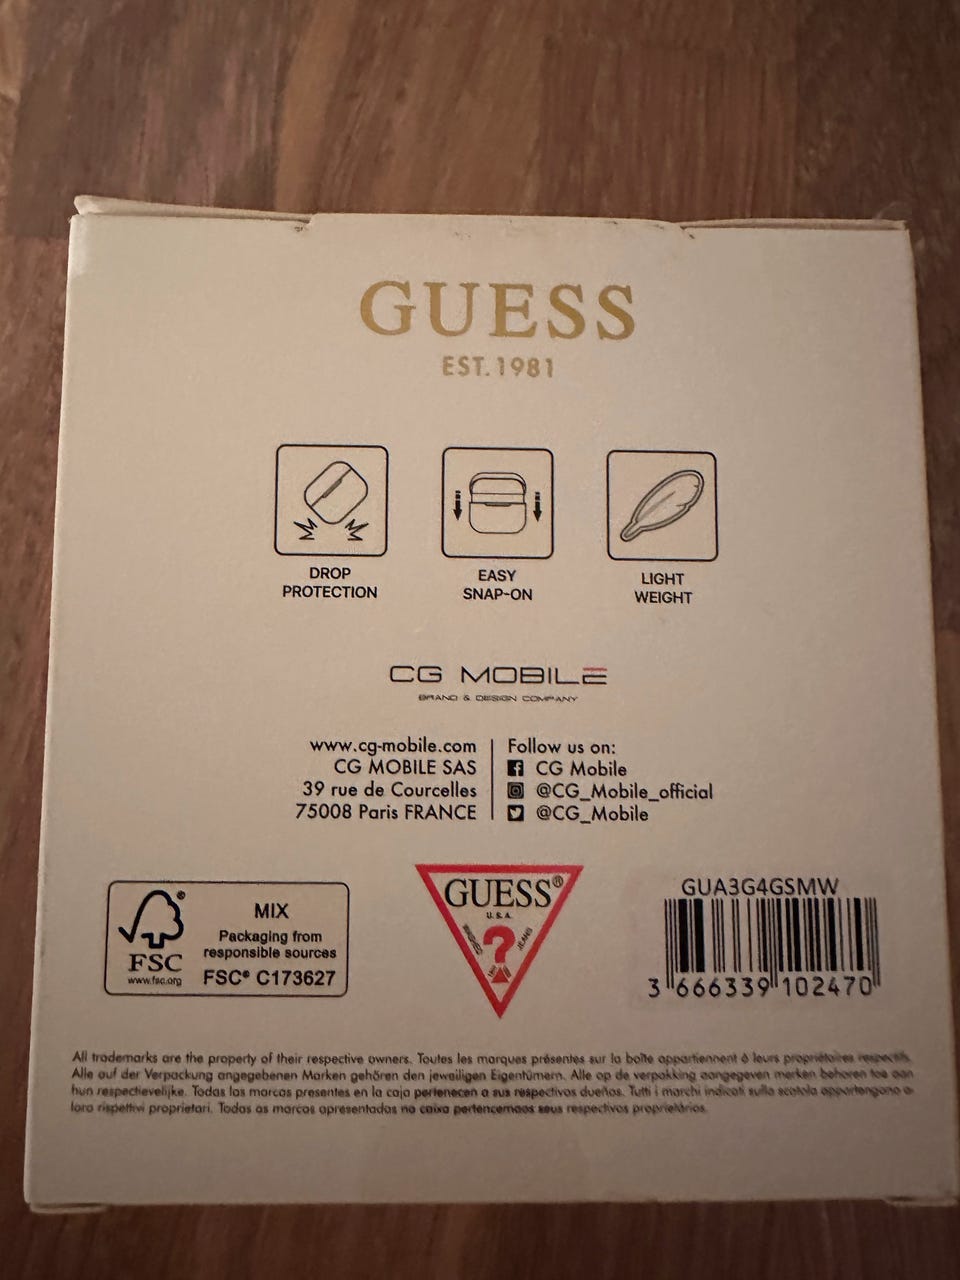 GUESS
EST. 1981
DROP
PROTECTION
EASY
SNAP-ON
LIGHT
WEIGHT
CG MOBILE
BRAND & DESIGN COMPANY
www.cg-mobile.com
CG MOBILE SAS
39 rue de Courcelles
75008 Paris FRANCE
Follow us on:
CG Mobile
@CG_Mobile_official
@CG_Mobile
FSC®
www.fsc.org
MIX
Packaging from
responsible sources
FSC® C173627
GUESS®
U.S.A.
?
JEANS
GUA3G4GSMW
3 666339 102470
All trademarks are the property of their respective owners. Toutes les marques présentes sur la boîte appartiennent à leurs propriétaires respectifs.
Alle auf der Verpackung angegebenen Marken gehören den jeweiligen Eigentümern. Alle op de verpakking aangegeven merken behoren toe aan
hun respectievelijke. Todas las marcas presentes en la caja pertenecen a sus respectivos dueños. Tutti i marchi indicati sulla scatola appartengono a
loro rispettivi proprietari. Todas as marcas apresentadas na caixa pertencemaos seus respectivos proprietários.